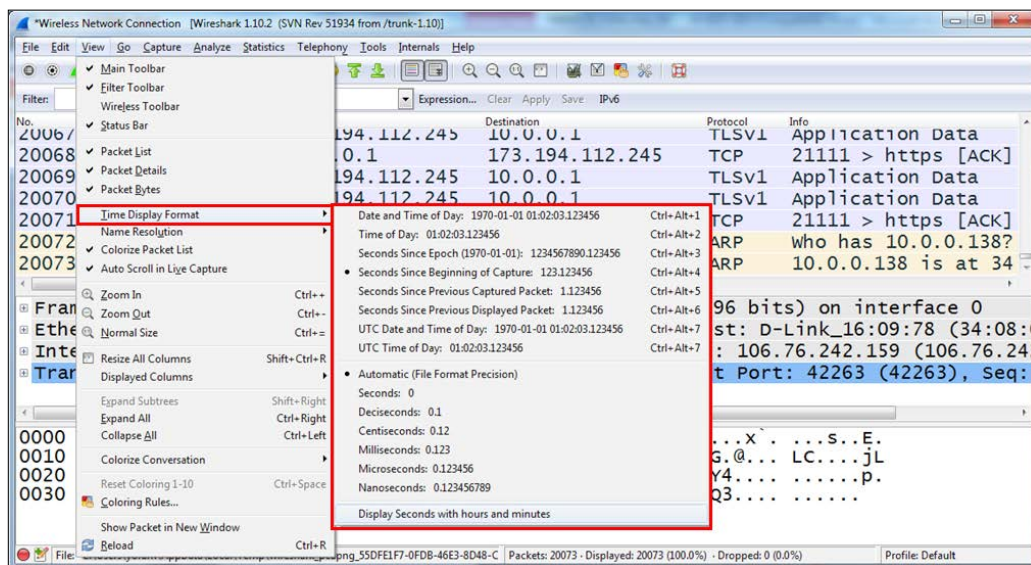 *Wireless Network Connection [Wireshark 1.10.2 (SVN Rev 51934 from /trunk-1.10)]
File Edit View Go Capture Analyze Statistics Telephony Tools Internals Help
Filter: Expression... Clear Apply Save IPv6
No. Destination Protocol Info
20067 194.112.245 10.0.0.1 TLSv1 Application Data
20068 .0.1 173.194.112.245 TCP 21111 > https [ACK]
20069 194.112.245 10.0.0.1 TLSv1 Application Data
20070 194.112.245 10.0.0.1 TLSv1 Application Data
20071 TCP 21111 > https [ACK]
20072 ARP Who has 10.0.0.138?
20073 ARP 10.0.0.138 is at 34
Main Toolbar
Filter Toolbar
Wireless Toolbar
Status Bar
Packet List
Packet Details
Packet Bytes
Time Display Format
Name Resolution
Colorize Packet List
Auto Scroll in Live Capture
Zoom In Ctrl++
Zoom Out Ctrl+-
Normal Size Ctrl+=
Resize All Columns Shift+Ctrl+R
Displayed Columns
Expand Subtrees Shift+Right
Expand All Ctrl+Right
Collapse All Ctrl+Left
Colorize Conversation
Reset Coloring 1-10 Ctrl+Space
Coloring Rules...
Show Packet in New Window
Reload Ctrl+R
Date and Time of Day: 1970-01-01 01:02:03.123456 Ctrl+Alt+1
Time of Day: 01:02:03.123456 Ctrl+Alt+2
Seconds Since Epoch (1970-01-01): 1234567890.123456 Ctrl+Alt+3
Seconds Since Beginning of Capture: 123.123456 Ctrl+Alt+4
Seconds Since Previous Captured Packet: 1.123456 Ctrl+Alt+5
Seconds Since Previous Displayed Packet: 1.123456 Ctrl+Alt+6
UTC Date and Time of Day: 1970-01-01 01:02:03.123456 Ctrl+Alt+7
UTC Time of Day: 01:02:03.123456 Ctrl+Alt+7
Automatic (File Format Precision)
Seconds: 0
Deciseconds: 0.1
Centiseconds: 0.12
Milliseconds: 0.123
Microseconds: 0.123456
Nanoseconds: 0.123456789
Display Seconds with hours and minutes
Fram 96 bits) on interface 0
Ethe st: D-Link_16:09:78 (34:08:
Inte : 106.76.242.159 (106.76.24
Tran t Port: 42263 (42263), Seq:
0000 ...x`. ...s..E.
0010 G.@... LC....jL
0020 Y4.... ......p.
0030 Q3.... ......
File: png_55DFE1F7-0FDB-46E3-8D48-C Packets: 20073 · Displayed: 20073 (100.0%) · Dropped: 0 (0.0%) Profile: Default